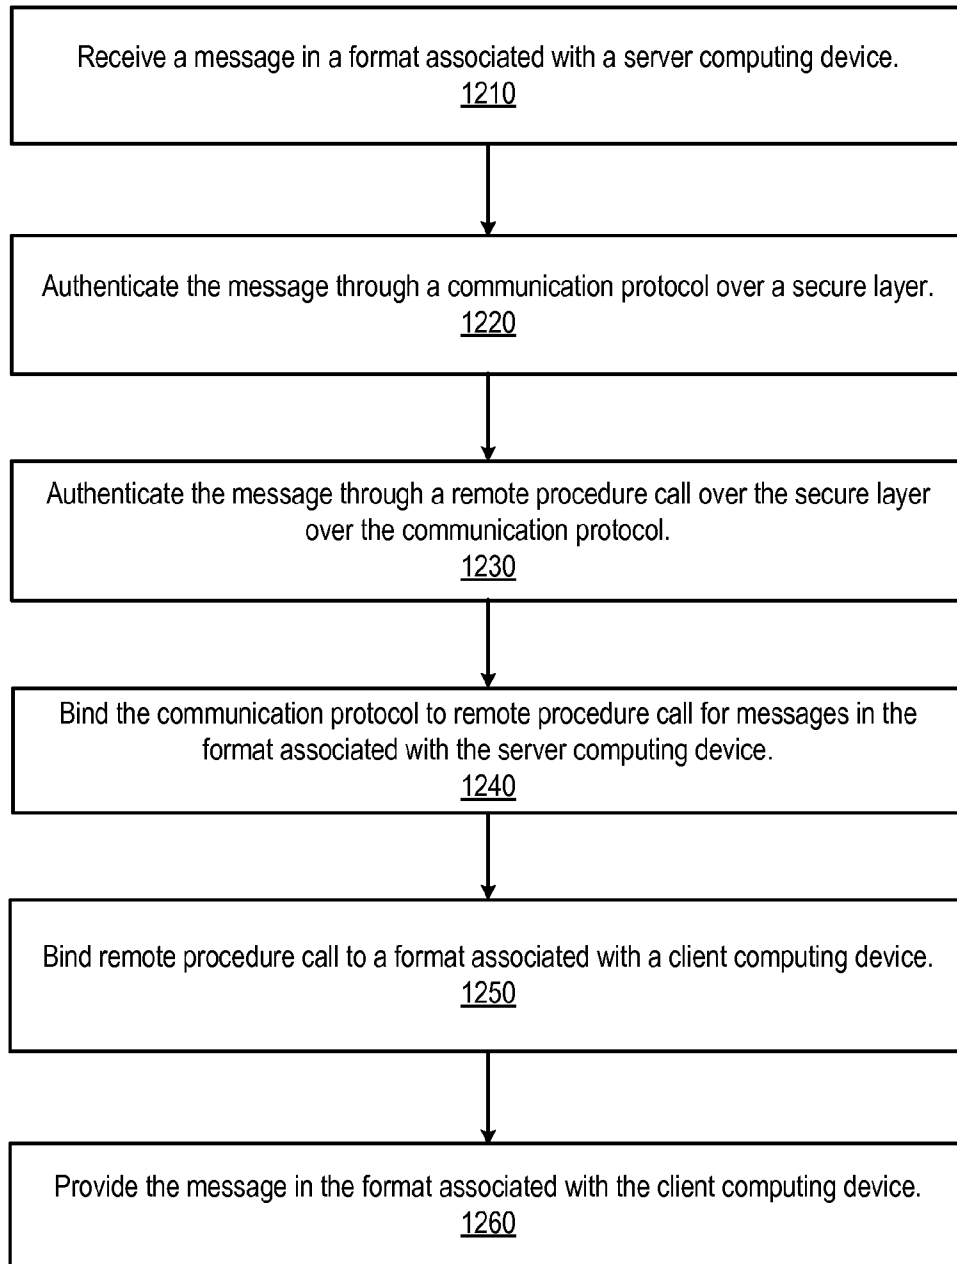 Receive a message in a format associated with a server computing device.
1210
Authenticate the message through a communication protocol over a secure layer.
1220
Authenticate the message through a remote procedure call over the secure layer
over the communication protocol.
1230
Bind the communication protocol to remote procedure call for messages in the
format associated with the server computing device.
1240
Bind remote procedure call to a format associated with a client computing device.
1250
Provide the message in the format associated with the client computing device.
1260